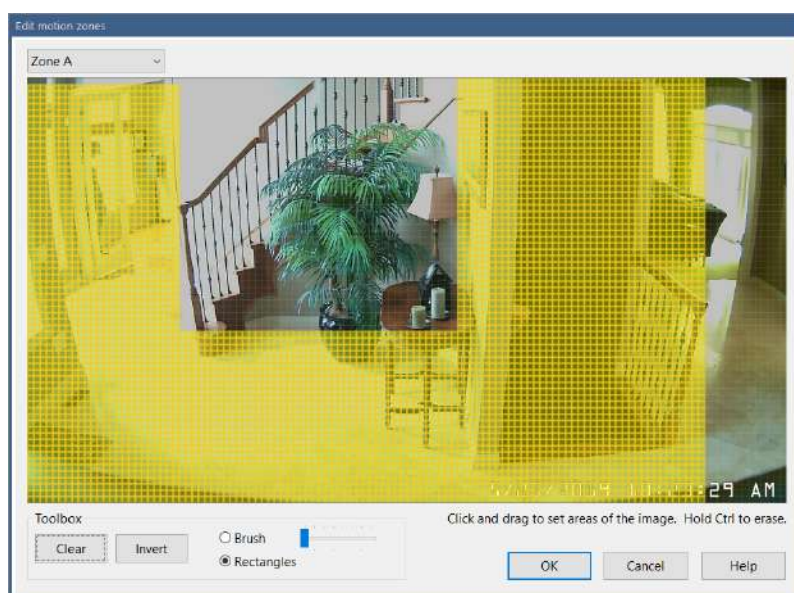 Edit motion zones
Zone A
:29 AM
Toolbox
Click and drag to set areas of the image. Hold Ctrl to erase.
Clear
Invert
Brush
Rectangles
OK
Cancel
Help